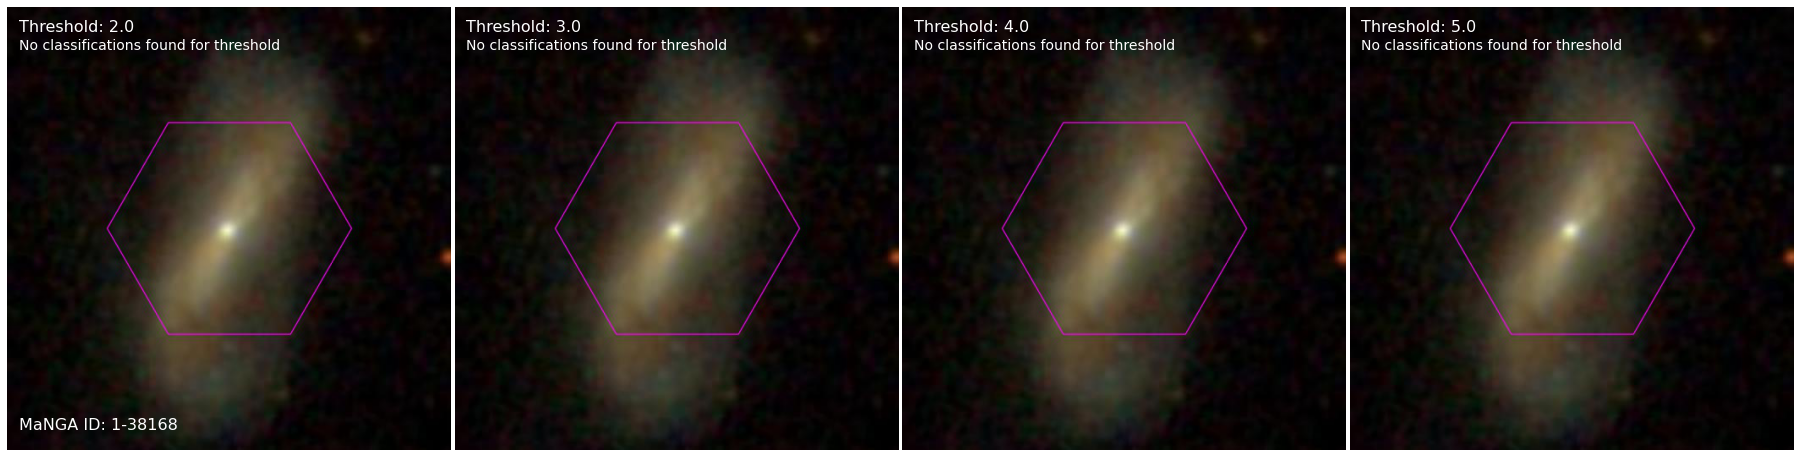 Threshold: 2.0
No classifications found for threshold
MaNGA ID: 1-38168
Threshold: 3.0
No classifications found for threshold
Threshold: 4.0
No classifications found for threshold
Threshold: 5.0
No classifications found for threshold